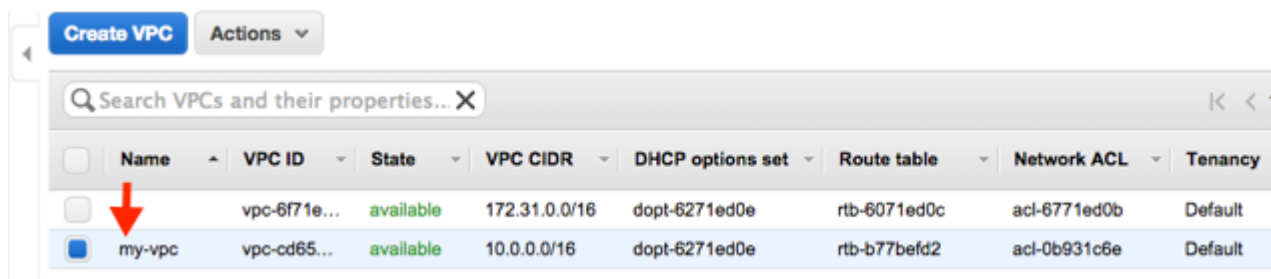 Create VPC Actions
Search VPCs and their properties...
Name VPC ID State VPC CIDR DHCP options set Route table Network ACL Tenancy
vpc-6f71e... available 172.31.0.0/16 dopt-6271ed0e rtb-6071ed0c acl-6771ed0b Default
my-vpc vpc-cd65... available 10.0.0.0/16 dopt-6271ed0e rtb-b77befd2 acl-0b931c6e Default